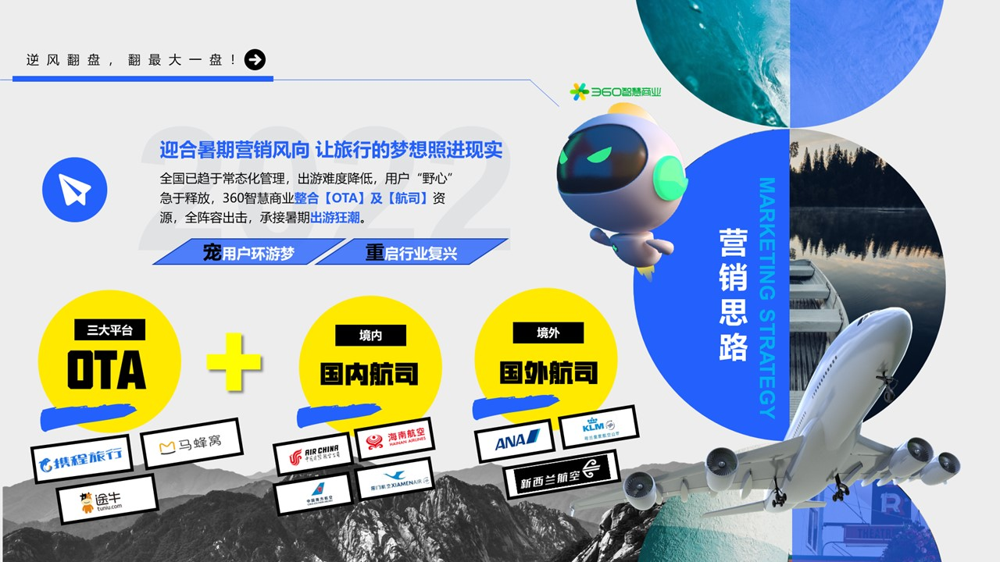 逆风翻盘，翻最大一盘！
360智慧商业
2022
迎合暑期营销风向 让旅行的梦想照进现实
全国已趋于常态化管理，出游难度降低，用户“野心”
急于释放，360智慧商业整合【OTA】及【航司】资
源，全阵容出击，承接暑期出游狂潮。
宠用户环游梦
重启行业复兴
营销思路
MARKETING STRATEGY
三大平台
OTA
境内
国内航司
境外
国外航司
携程旅行
马蜂窝
途牛
tuniu.com
AIR CHINA
中国国际航空公司
海南航空
HAINAN AIRLINES
中国南方航空
厦门航空XIAMENAIR
ANA
KLM
荷兰皇家航空公司
新西兰航空
R